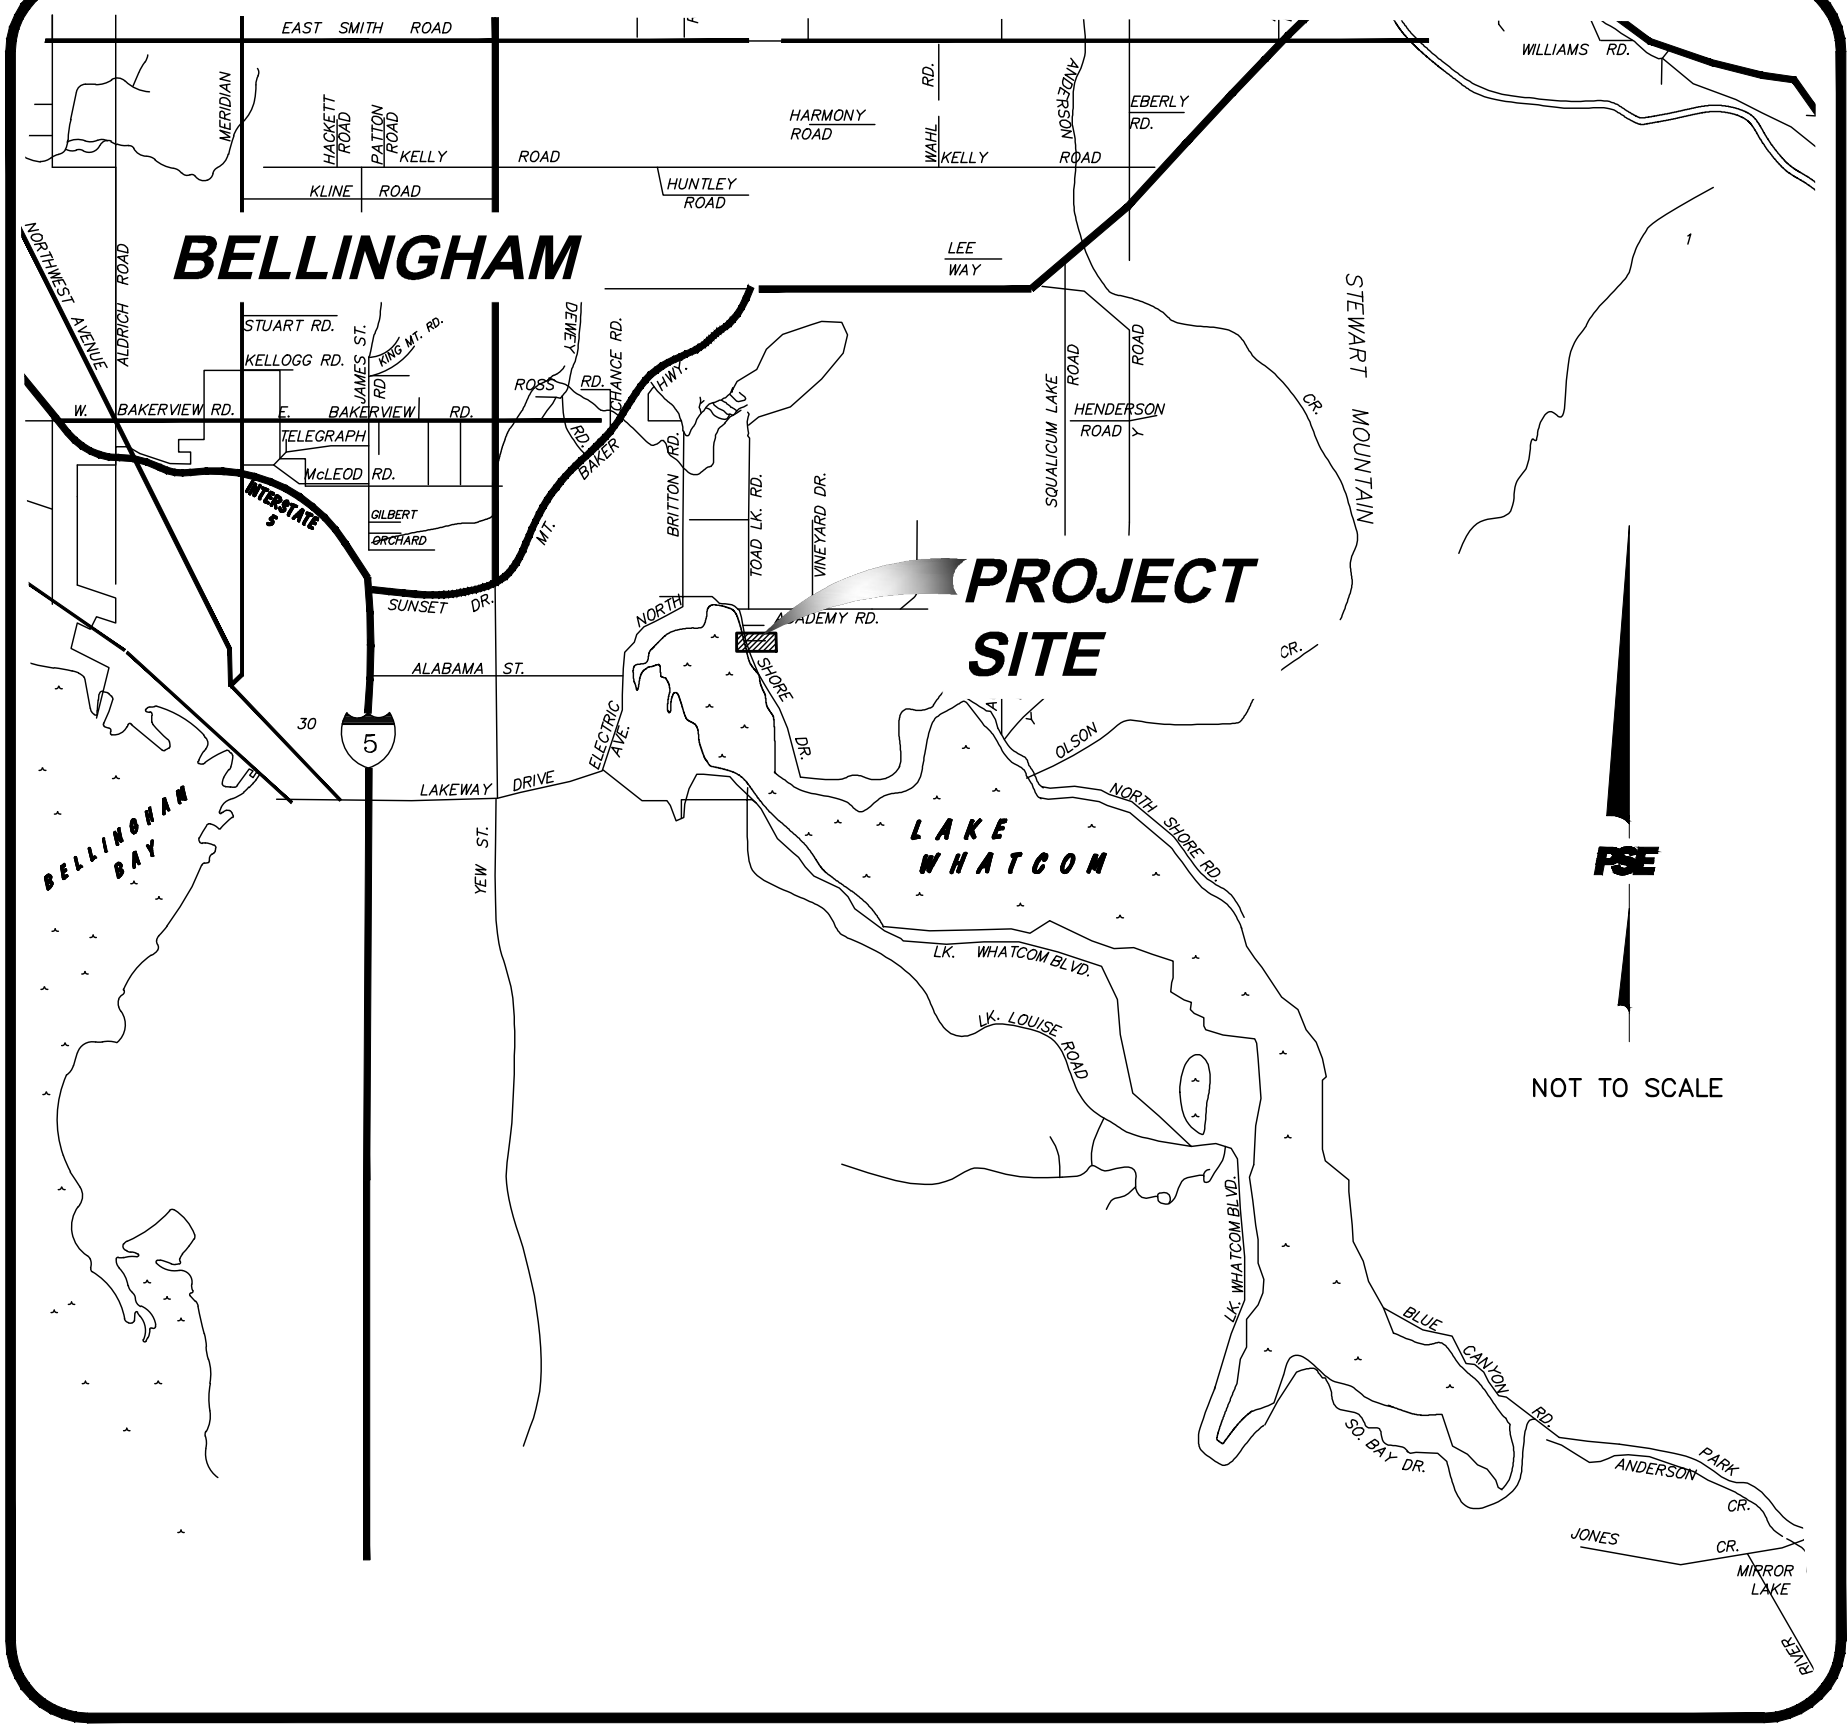 EAST SMITH ROAD
WILLIAMS RD.
MERIDIAN
HACKETT
ROAD
PATTON
ROAD
HARMONY
ROAD
WAHL RD.
ANDERSON
EBERLY
RD.
KELLY ROAD
KELLY ROAD
KLINE ROAD
HUNTLEY
ROAD
NORTHWEST AVENUE
ALDRICH ROAD
BELLINGHAM
LEE
WAY
1
STEWART MOUNTAIN
STUART RD.
JAMES ST.
RD
KING MT. RD.
DEWEY
RD.
CHANCE RD.
KELLOGG RD.
ROSS RD.
HWY.
W. BAKERVIEW RD.
E. BAKERVIEW RD.
TELEGRAPH
McLEOD RD.
BAKER
MT.
INTERSTATE
5
GILBERT
ORCHARD
BRITTON RD.
TOAD LK. RD.
VINEYARD DR.
SQUALICUM LAKE
ROAD
ROAD
Y
HENDERSON
ROAD
Y
CR.
SUNSET DR.
NORTH
ACADEMY RD.
PROJECT
SITE
SHORE
DR.
CR.
ALABAMA ST.
30
5
ELECTRIC
AVE.
A
Y
OLSON
LAKEWAY DRIVE
NORTH SHORE RD.
BELLINGHAM
BAY
YEW ST.
LAKE
WHATCOM
PSE
LK. WHATCOM BLVD.
LK. LOUISE
ROAD
NOT TO SCALE
LK. WHATCOM BLVD.
BLUE
CANYON
RD.
SO. BAY DR.
PARK
ANDERSON
CR.
JONES
CR.
MIRROR
LAKE
RIVER